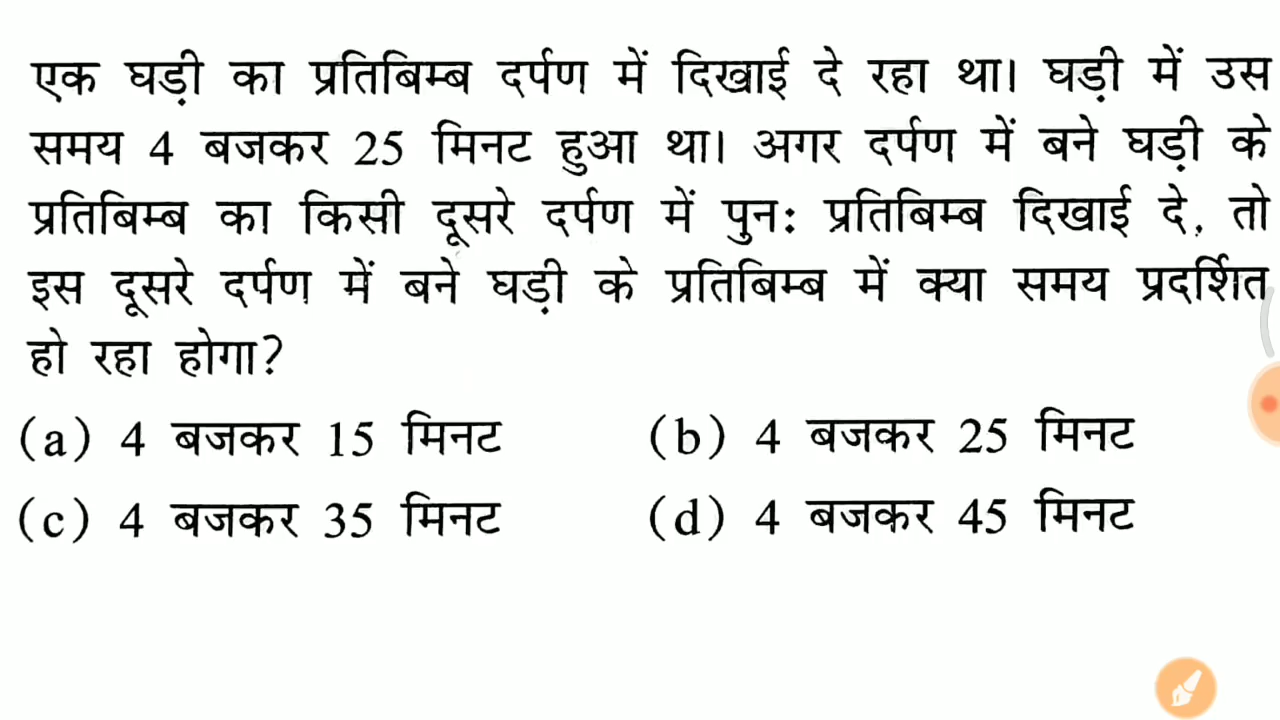 एक घड़ी का प्रतिबिम्ब दर्पण में दिखाई दे रहा था। घड़ी में उस
समय 4 बजकर 25 मिनट हुआ था। अगर दर्पण में बने घड़ी के
प्रतिबिम्ब का किसी दूसरे दर्पण में पुनः प्रतिबिम्ब दिखाई दे, तो
इस दूसरे दर्पण में बने घड़ी के प्रतिबिम्ब में क्या समय प्रदर्शित
हो रहा होगा?
(a) 4 बजकर 15 मिनट (b) 4 बजकर 25 मिनट
(c) 4 बजकर 35 मिनट (d) 4 बजकर 45 मिनट